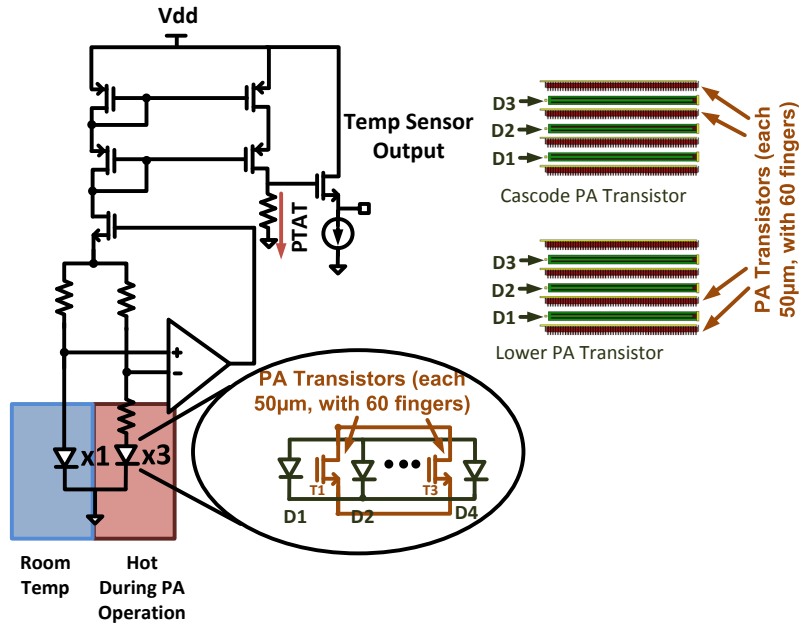 Vdd
Temp Sensor
Output
PTAT
+
−
x1
x3
Room
Temp
Hot
During PA
Operation
PA Transistors (each
50µm, with 60 fingers)
T1
T3
D1
D2
D4
D3
D2
D1
Cascode PA Transistor
D3
D2
D1
Lower PA Transistor
PA Transistors (each
50µm, with 60 fingers)